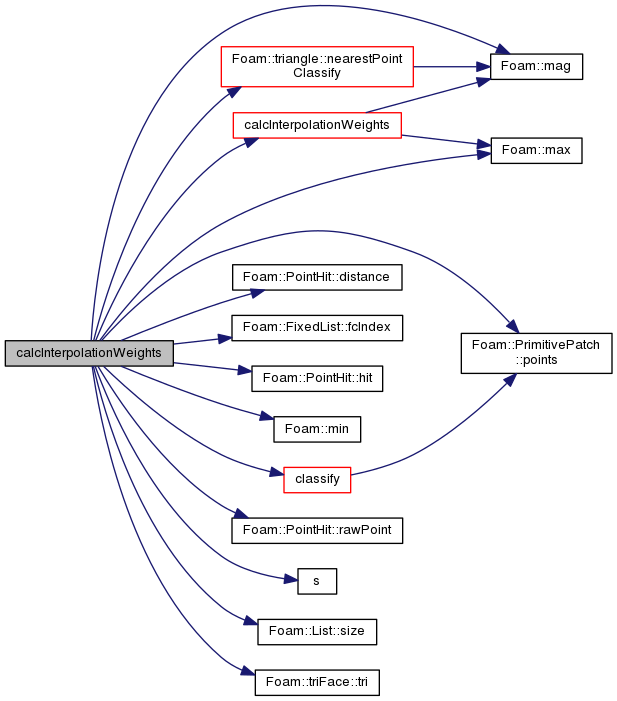 Foam::triangle::nearestPoint
Classify
Foam::mag
calcInterpolationWeights
Foam::max
Foam::PointHit::distance
Foam::FixedList::fcIndex
calcInterpolationWeights
Foam::PrimitivePatch
::points
Foam::PointHit::hit
Foam::min
classify
Foam::PointHit::rawPoint
s
Foam::List::size
Foam::triFace::tri